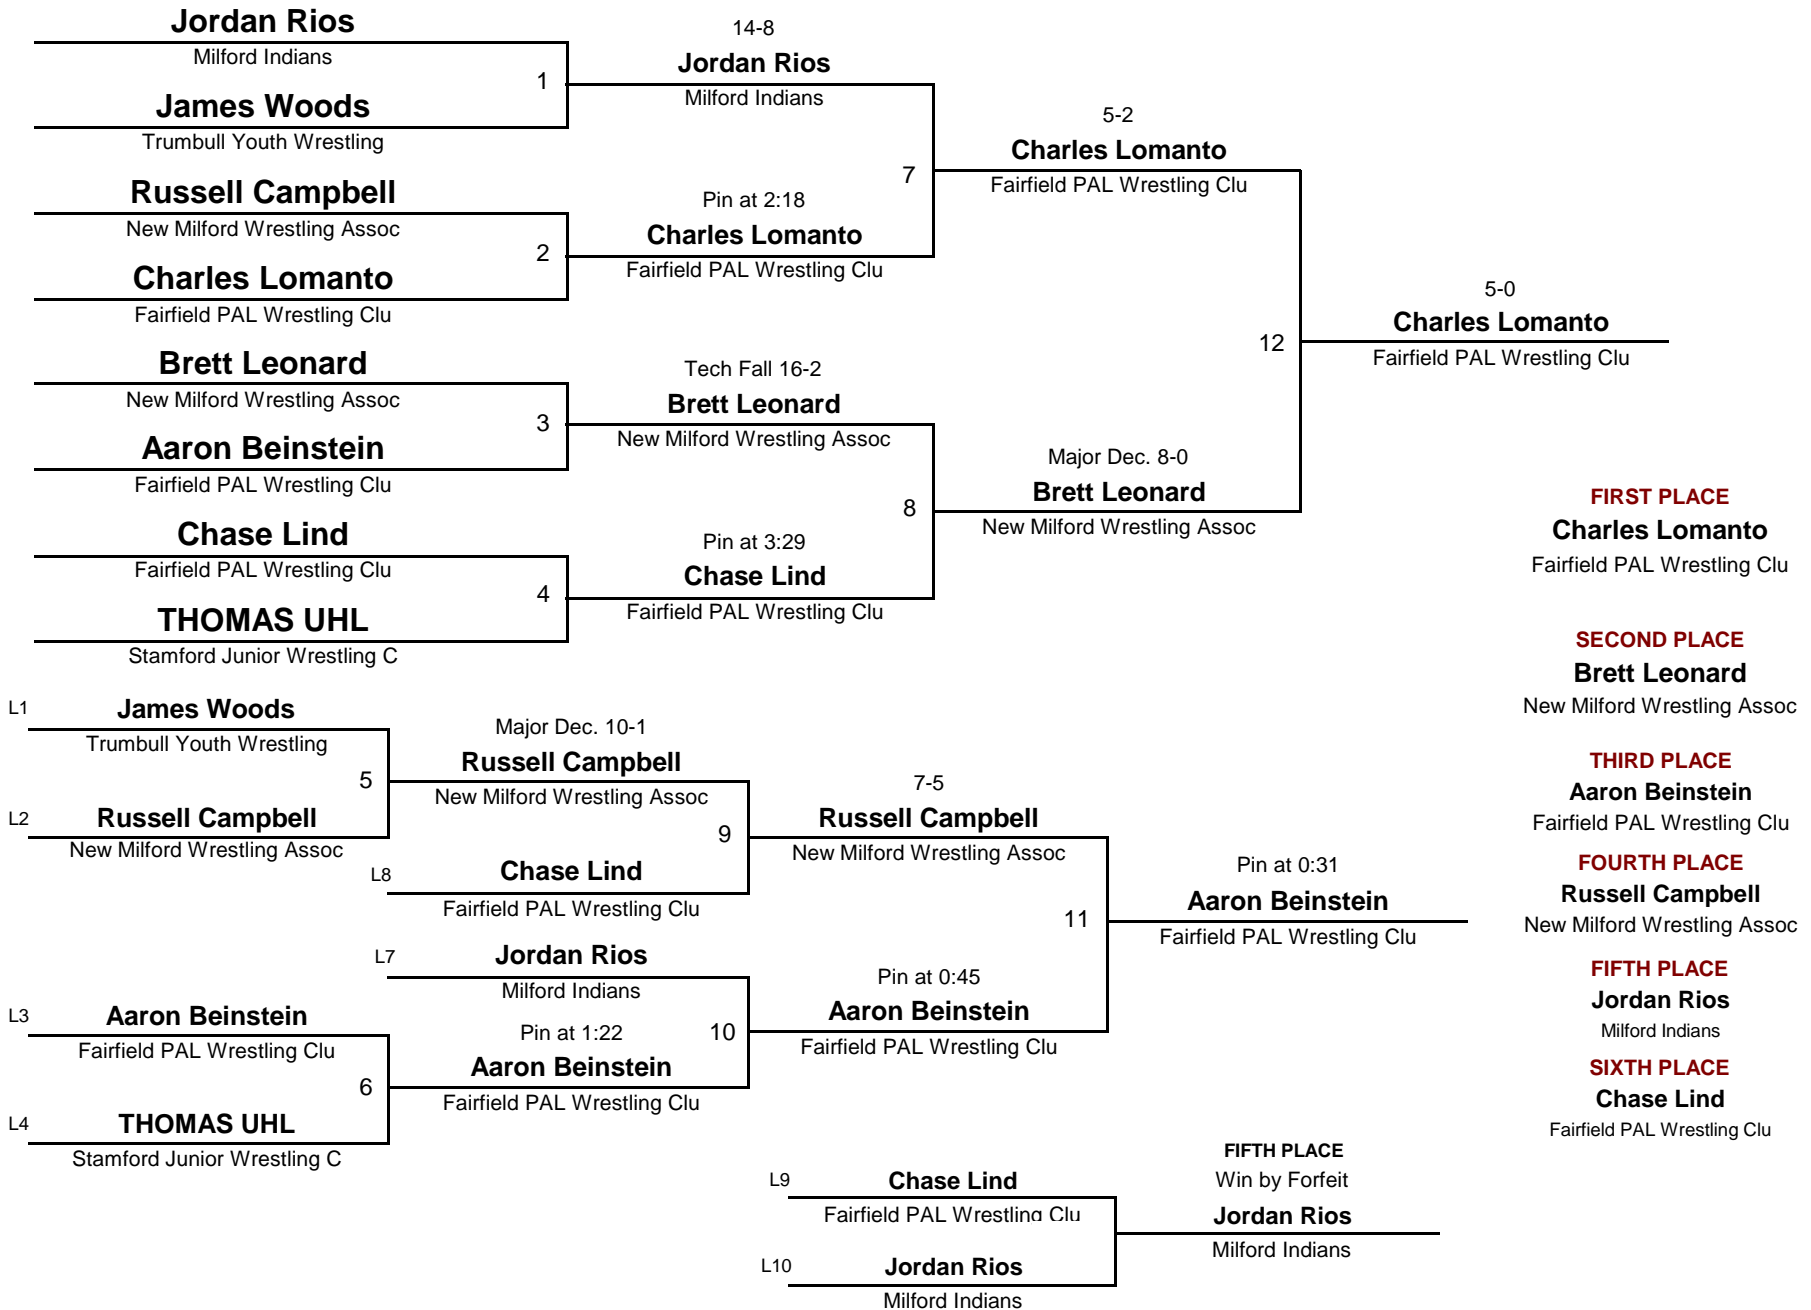 Jordan Rios
Milford Indians
1
James Woods
Trumbull Youth Wrestling
Russell Campbell
New Milford Wrestling Assoc
2
Charles Lomanto
Fairfield PAL Wrestling Clu
Brett Leonard
New Milford Wrestling Assoc
3
Aaron Beinstein
Fairfield PAL Wrestling Clu
Chase Lind
Fairfield PAL Wrestling Clu
4
THOMAS UHL
Stamford Junior Wrestling C
14-8
Jordan Rios
Milford Indians
7
Pin at 2:18
Charles Lomanto
Fairfield PAL Wrestling Clu
Tech Fall 16-2
Brett Leonard
New Milford Wrestling Assoc
8
Pin at 3:29
Chase Lind
Fairfield PAL Wrestling Clu
5-2
Charles Lomanto
Fairfield PAL Wrestling Clu
12
Major Dec. 8-0
Brett Leonard
New Milford Wrestling Assoc
5-0
Charles Lomanto
Fairfield PAL Wrestling Clu
L1
James Woods
Trumbull Youth Wrestling
5
L2
Russell Campbell
New Milford Wrestling Assoc
Major Dec. 10-1
Russell Campbell
New Milford Wrestling Assoc
9
L8
Chase Lind
Fairfield PAL Wrestling Clu
L7
Jordan Rios
Milford Indians
10
L3
Aaron Beinstein
Fairfield PAL Wrestling Clu
6
L4
THOMAS UHL
Stamford Junior Wrestling C
Pin at 1:22
Aaron Beinstein
Fairfield PAL Wrestling Clu
7-5
Russell Campbell
New Milford Wrestling Assoc
11
Pin at 0:45
Aaron Beinstein
Fairfield PAL Wrestling Clu
Pin at 0:31
Aaron Beinstein
Fairfield PAL Wrestling Clu
L9
Chase Lind
Fairfield PAL Wrestling Clu
L10
Jordan Rios
Milford Indians
FIFTH PLACE
Win by Forfeit
Jordan Rios
Milford Indians
FIRST PLACE
Charles Lomanto
Fairfield PAL Wrestling Clu
SECOND PLACE
Brett Leonard
New Milford Wrestling Assoc
THIRD PLACE
Aaron Beinstein
Fairfield PAL Wrestling Clu
FOURTH PLACE
Russell Campbell
New Milford Wrestling Assoc
FIFTH PLACE
Jordan Rios
Milford Indians
SIXTH PLACE
Chase Lind
Fairfield PAL Wrestling Clu